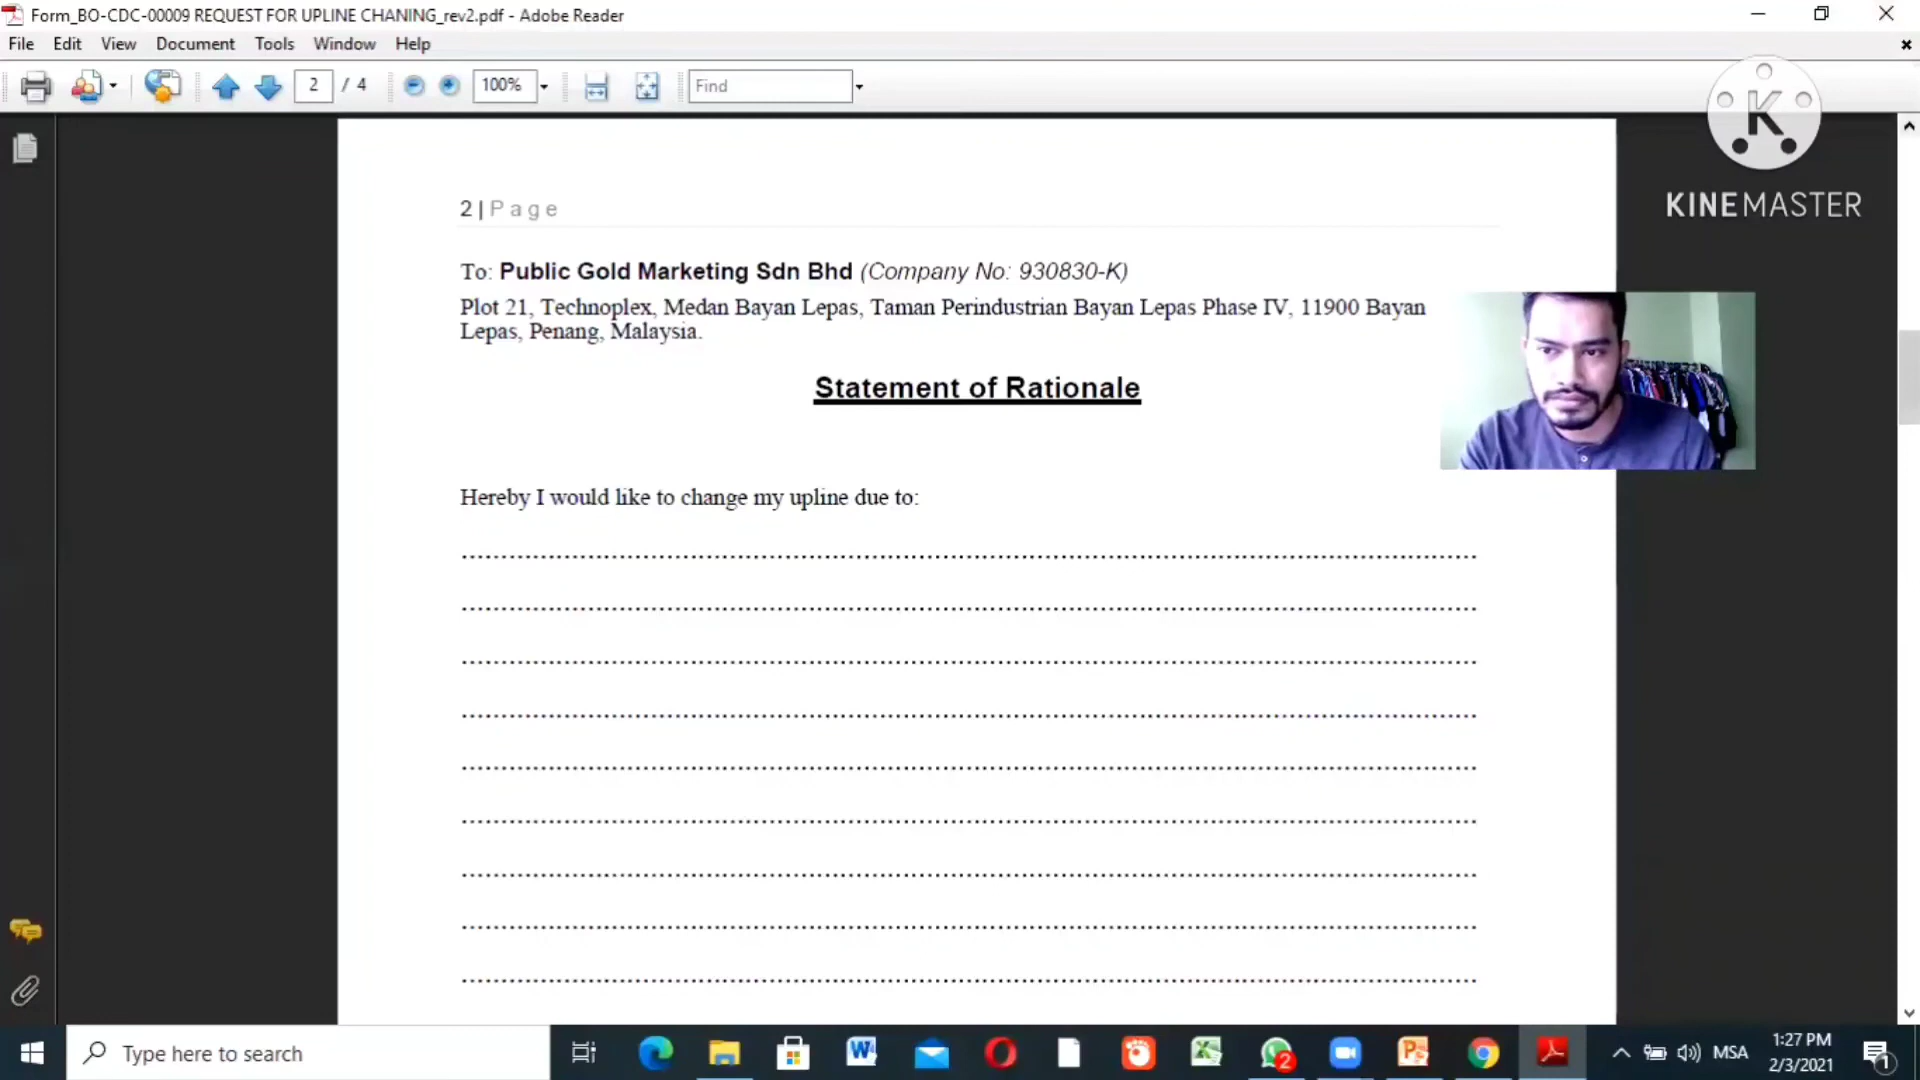 Form_BO-CDC-00009 REQUEST FOR UPLINE CHANING_rev2.pdf - Adobe Reader
File Edit View Document Tools Window Help
2 / 4 100% Find
K
KINEMASTER
2 | Page
To: Public Gold Marketing Sdn Bhd (Company No: 930830-K)
Plot 21, Technoplex, Medan Bayan Lepas, Taman Perindustrian Bayan Lepas Phase IV, 11900 Bayan
Lepas, Penang, Malaysia.
Statement of Rationale
Hereby I would like to change my upline due to:
Type here to search
2
MSA
1:27 PM
2/3/2021
1